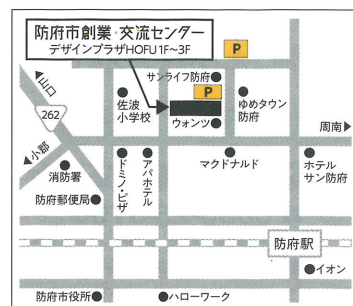 防府市創業・交流センター
デザインプラザHOFU 1F~3F
P
サンライフ防府
P
▲山口
佐波
小学校
ゆめタウン
防府
262
ウォンツ
周南▶
◀小郡
消防署
ドミノ・ピザ
アパホテル
マクドナルド
ホテル
サン防府
防府郵便局
防府駅
イオン
防府市役所
ハローワーク